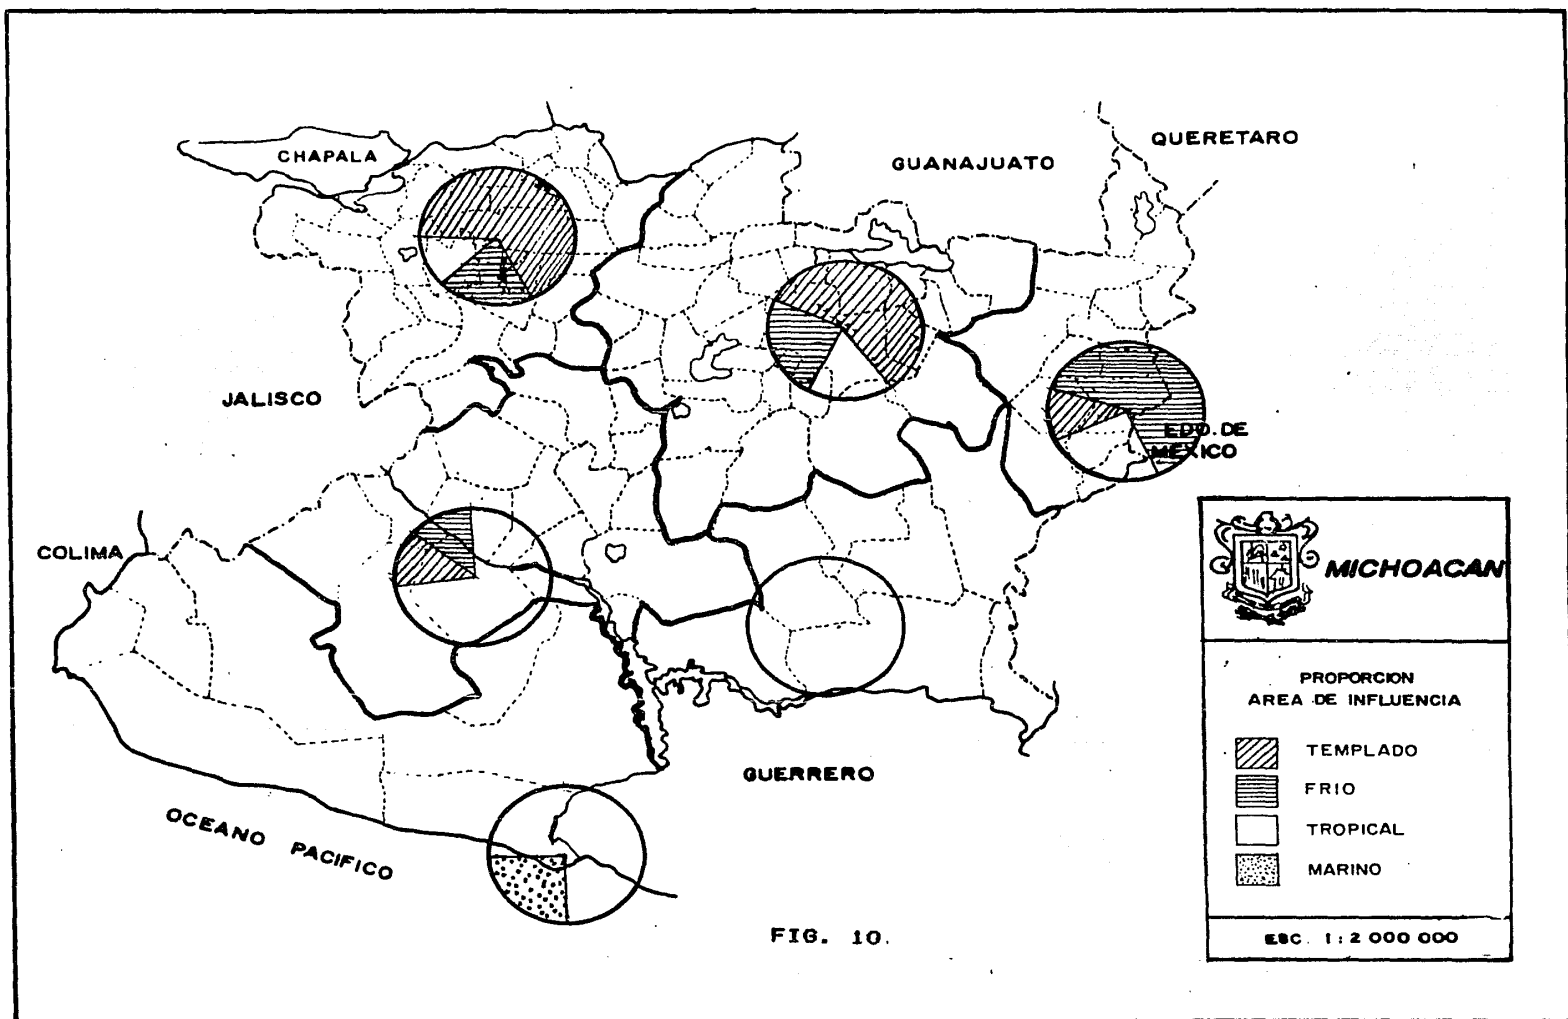 CHAPALA
GUANAJUATO
QUERETARO
JALISCO
EDO. DE
MEXICO
COLIMA
GUERRERO
OCEANO PACIFICO
FIG. 10.
MICHOACAN
PROPORCION
AREA DE INFLUENCIA
TEMPLADO
FRIO
TROPICAL
MARINO
ESC. 1:2 000 000